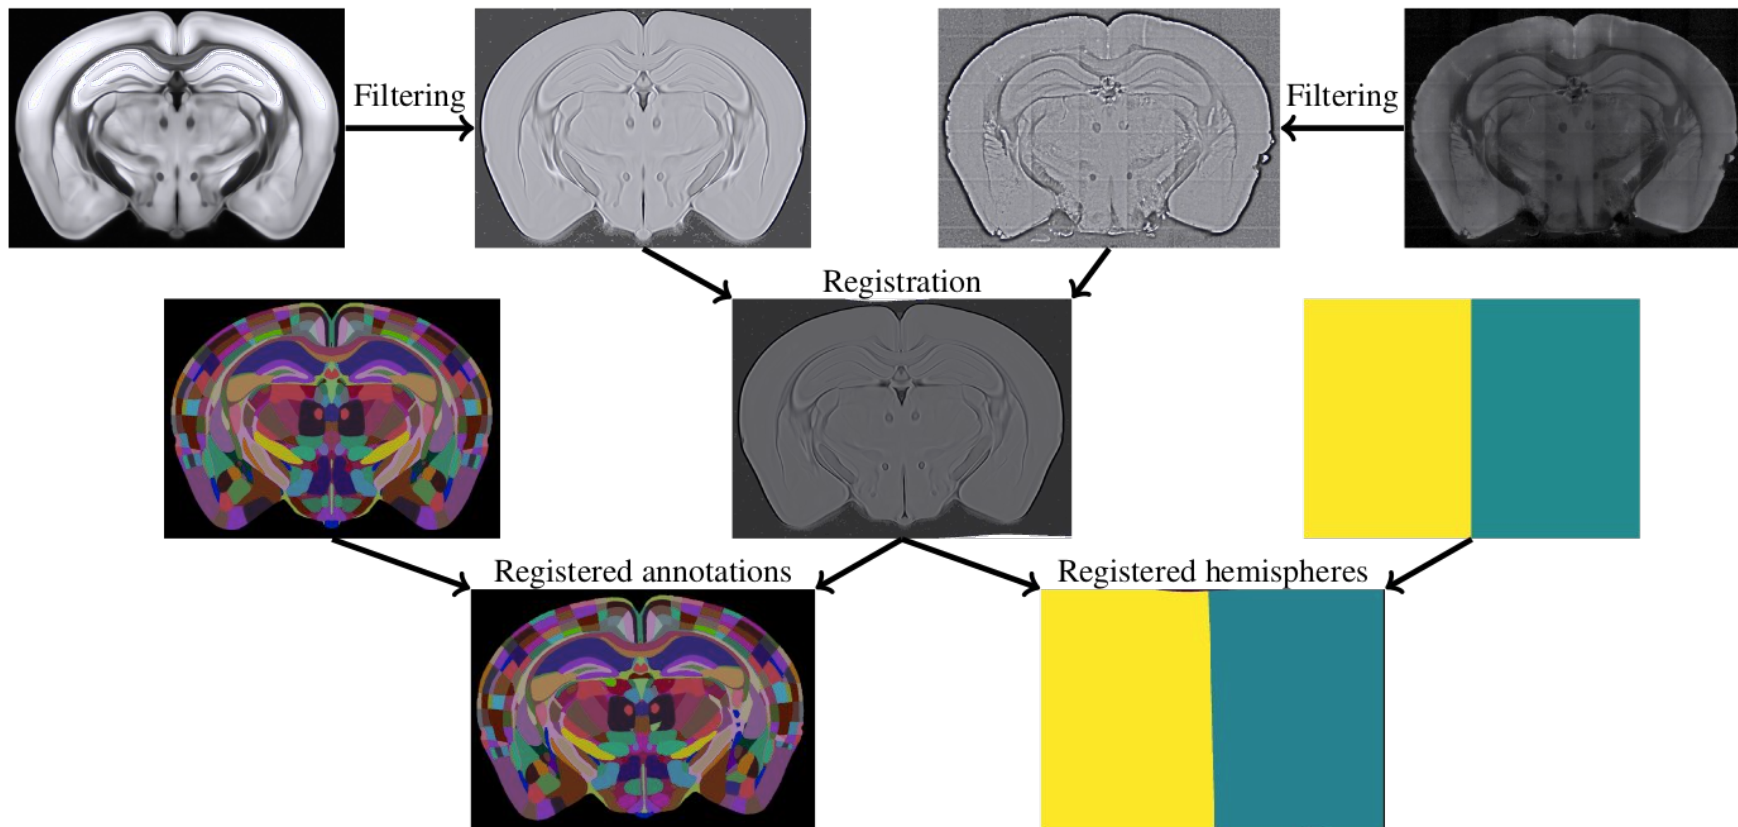 Filtering
Filtering
Registration
Registered annotations
Registered hemispheres